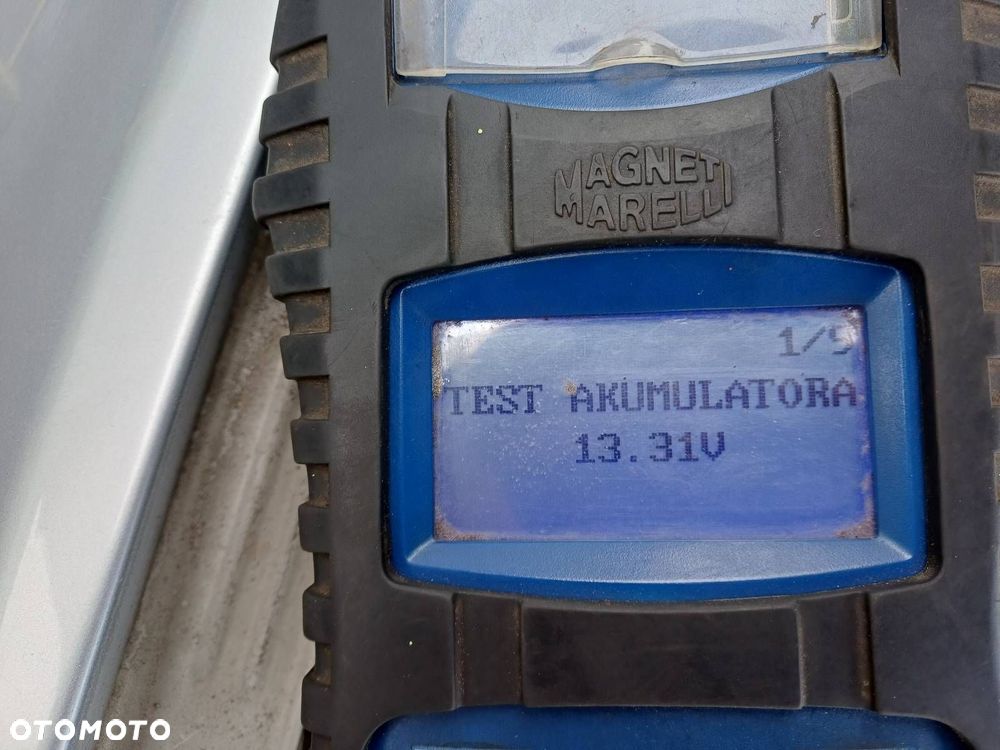 MAGNETI
MARELLI
1/9
TEST AKUMULATORA
13.31V
OTOMOTO